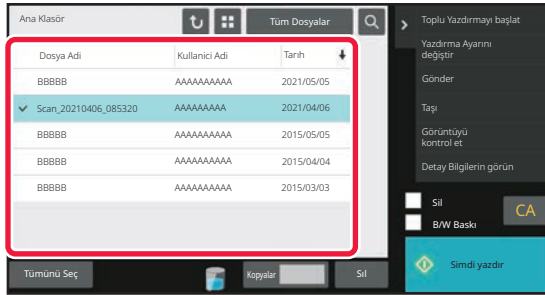 Ana Klasör
Tüm Dosyalar
Dosya Adi Kullanici Adi Tarıh
BBBBB AAAAAAAAAA 2021/05/05
Scan_20210406_085320 AAAAAAAAA 2021/04/06
BBBBB AAAAAAAAAA 2015/05/05
BBBBB AAAAAAAAAA 2015/04/04
BBBBB AAAAAAAAAA 2015/03/03
Tümünü Seç
Kopyalar
Sıl
Toplu Yazdırmayı başlat
Yazdırma Ayarını
değiştir
Gönder
Taşı
Görüntüyü
kontrol et
Detay Bilgilerin görün
Sil
B/W Baskı
CA
Simdi yazdır